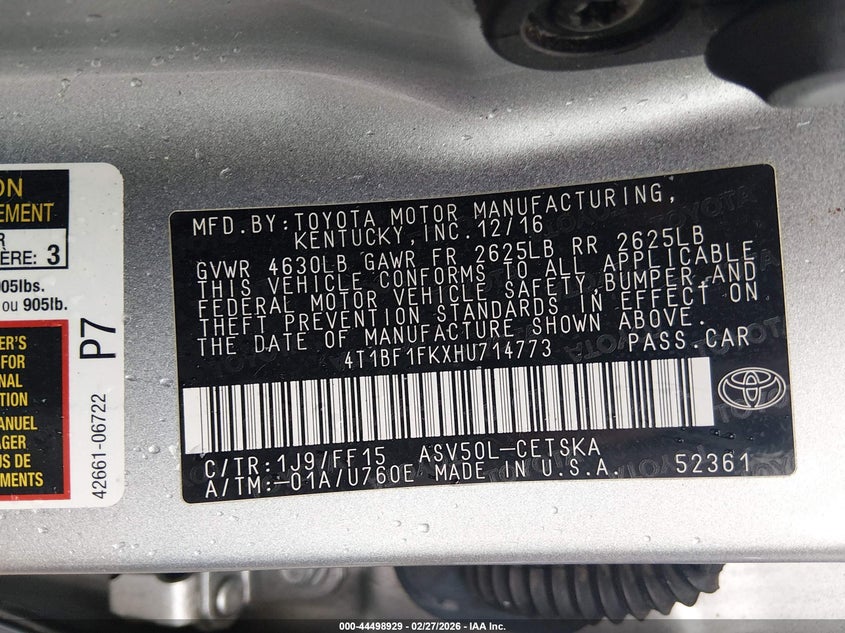 ON
EMENT
R
ÈRE: 3
905lbs.
ou 905lb.
ER'S
FOR
NAL
TION
ANUEL
AGER
US DE
NTS.
P7
42661-06722
MFD.BY:TOYOTA MOTOR MANUFACTURING,
KENTUCKY,INC.12/16
GVWR 4630LB GAWR FR 2625LB RR 2625LB
THIS VEHICLE CONFORMS TO ALL APPLICABLE
FEDERAL MOTOR VEHICLE SAFETY,BUMPER,AND
THEFT PREVENTION STANDARDS IN EFFECT ON
THE DATE OF MANUFACTURE SHOWN ABOVE.
4T1BF1FKXHU714773 PASS.CAR
C/TR:1J9/FF15 ASV50L-CETSKA
A/TM:-01A/U760E MADE IN U.S.A. 52361
000-44498929 - 02/27/2026 - IAA Inc.